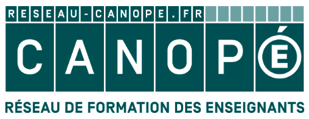 RESEAU-CANOPE.FR
CANOPÉ
RÉSEAU DE FORMATION DES ENSEIGNANTS